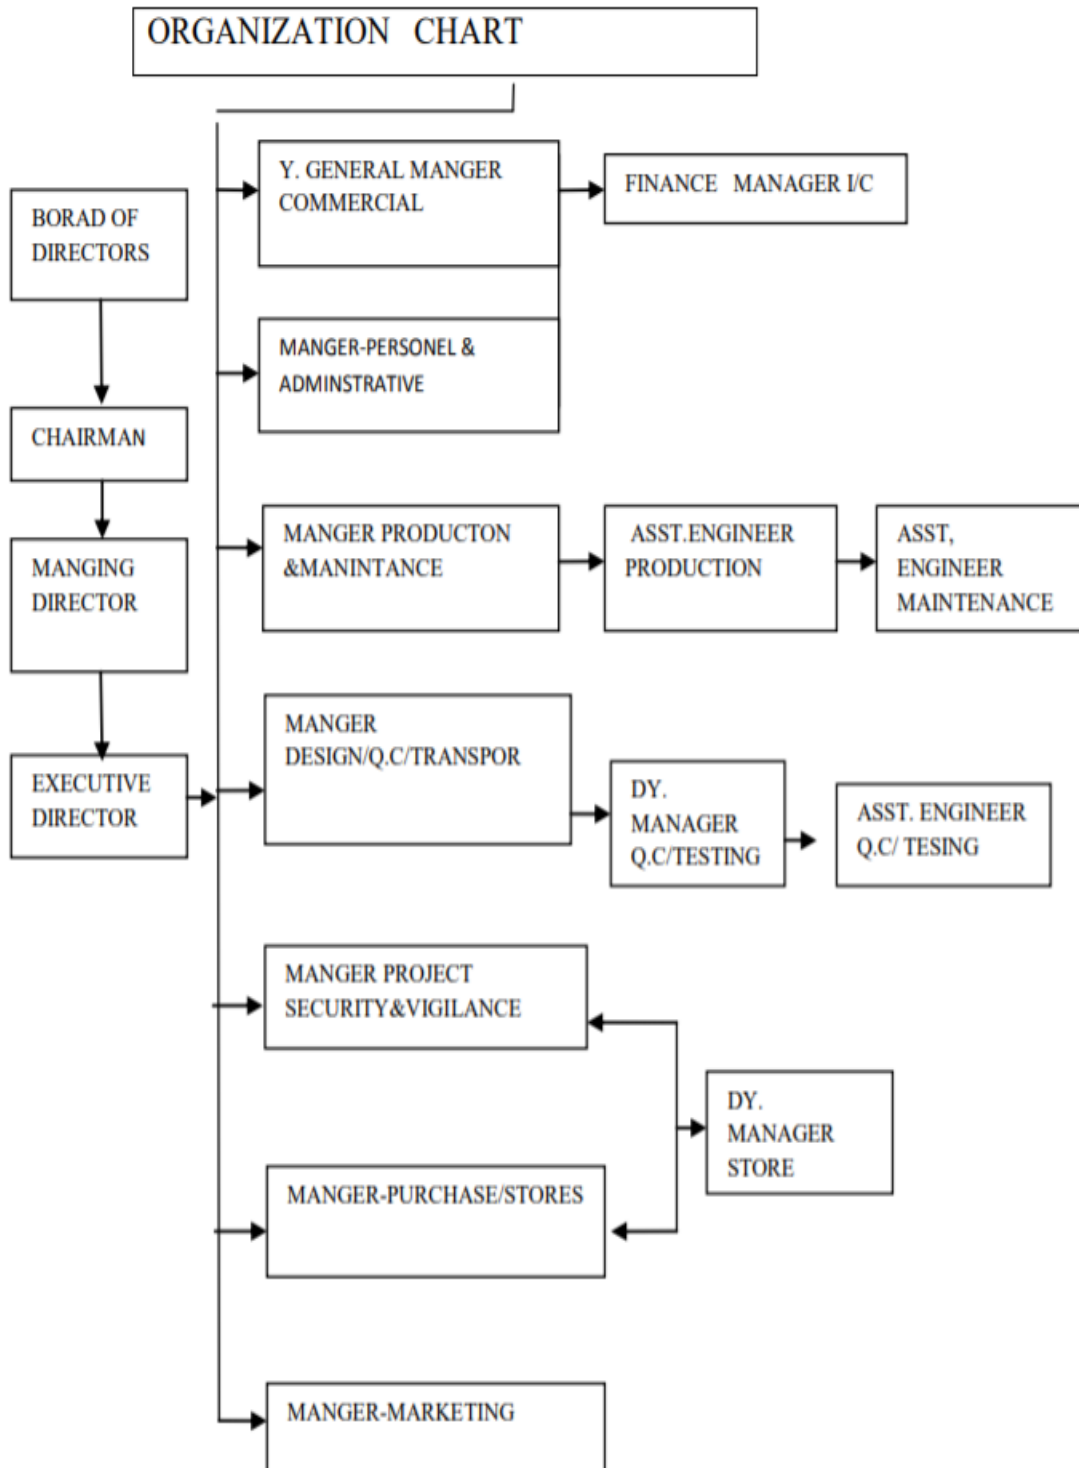 ORGANIZATION CHART
Y. GENERAL MANGER
COMMERCIAL
FINANCE MANAGER I/C
BORAD OF
DIRECTORS
MANGER-PERSONEL &
ADMINSTRATIVE
CHAIRMAN
MANGING
DIRECTOR
MANGER PRODUCTON
&MANINTANCE
ASST.ENGINEER
PRODUCTION
ASST,
ENGINEER
MAINTENANCE
EXECUTIVE
DIRECTOR
MANGER
DESIGN/Q.C/TRANSPOR
DY.
MANAGER
Q.C/TESTING
ASST. ENGINEER
Q.C/ TESING
MANGER PROJECT
SECURITY&VIGILANCE
DY.
MANAGER
STORE
MANGER-PURCHASE/STORES
MANGER-MARKETING